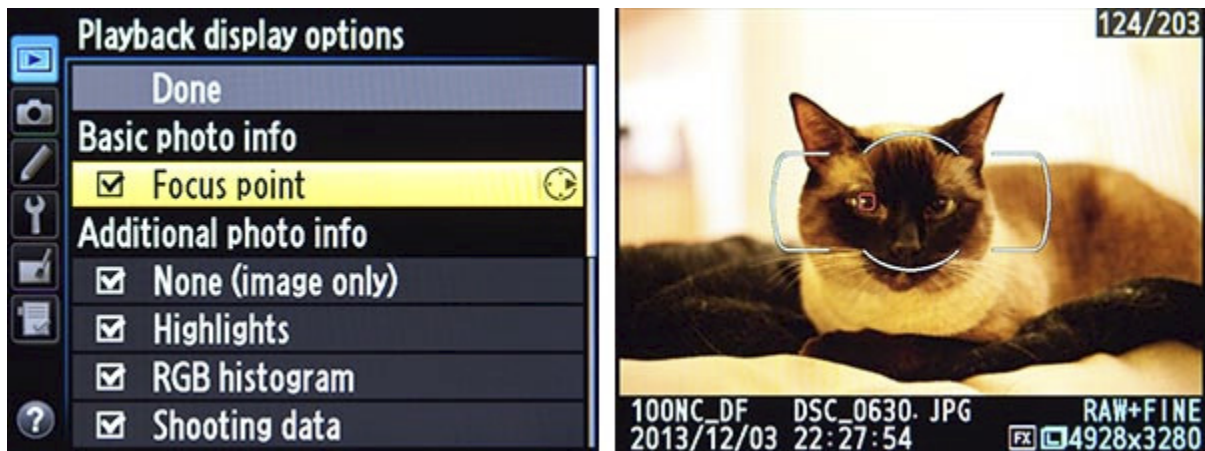 Playback display options
Done
Basic photo info
Focus point
Additional photo info
None (image only)
Highlights
RGB histogram
Shooting data
?
124/203
100NC_DF DSC_0630. JPG RAW+FINE
2013/12/03 22:27:54 FX L 4928x3280